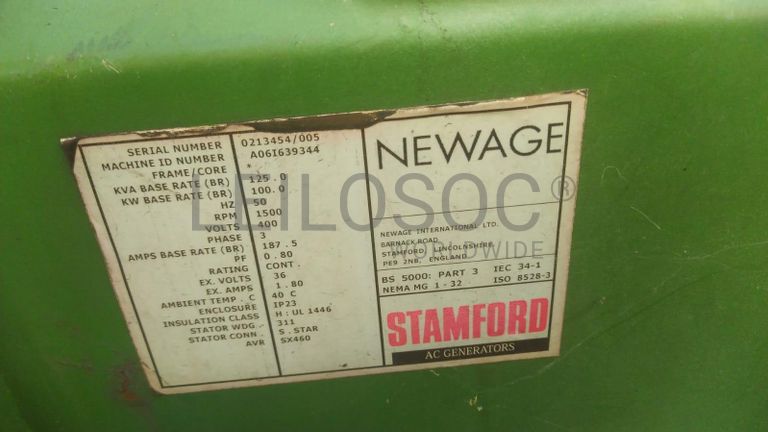 SERIAL NUMBER 0213454/005
MACHINE ID NUMBER A06I639344
FRAME/CORE *
KVA BASE RATE (BR) 125.0
KW BASE RATE (BR) 100.0
HZ 50
RPM 1500
VOLTS 400
PHASE 3
AMPS BASE RATE (BR) 187.5
PF 0.80
RATING CONT.
EX. VOLTS 36
EX. AMPS 1.80
AMBIENT TEMP. C 40 C
ENCLOSURE IP23
INSULATION CLASS H: UL 1446
STATOR WDG. 311
STATOR CONN. S. STAR
AVR SX460
NEWAGE
NEWAGE INTERNATIONAL LTD.
BARNACK ROAD
STAMFORD, LINCOLNSHIRE
PE9 2NB, ENGLAND
BS 5000: PART 3 IEC 34-1
NEMA MG 1-32 ISO 8528-3
STAMFORD
AC GENERATORS
LEILOSOC®
WORLDWIDE